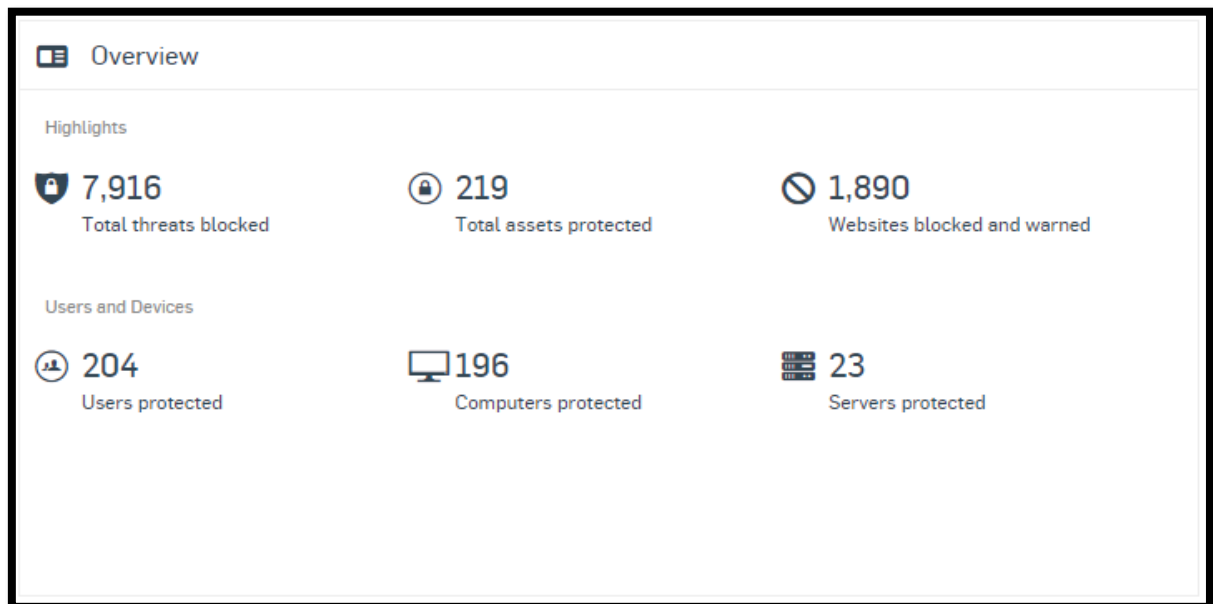 Overview
Highlights
7,916
Total threats blocked
219
Total assets protected
1,890
Websites blocked and warned
Users and Devices
204
Users protected
196
Computers protected
23
Servers protected